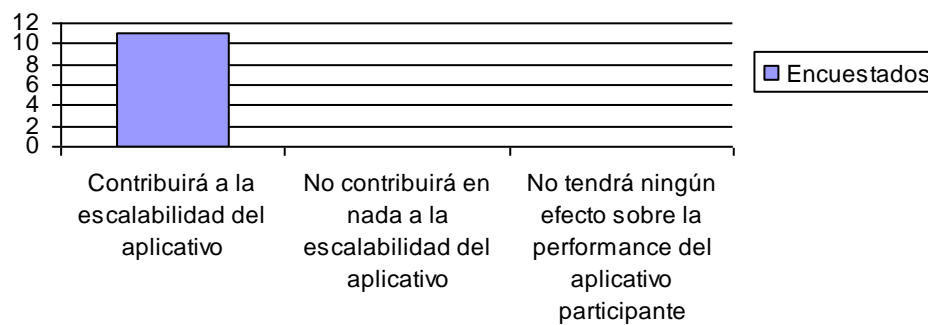 12
10
8
6
4
2
0
Encuestados
Contribuirá a la
escalabilidad del
aplicativo
No contribuirá en
nada a la
escalabilidad del
aplicativo
No tendrá ningún
efecto sobre la
performance del
aplicativo
participante